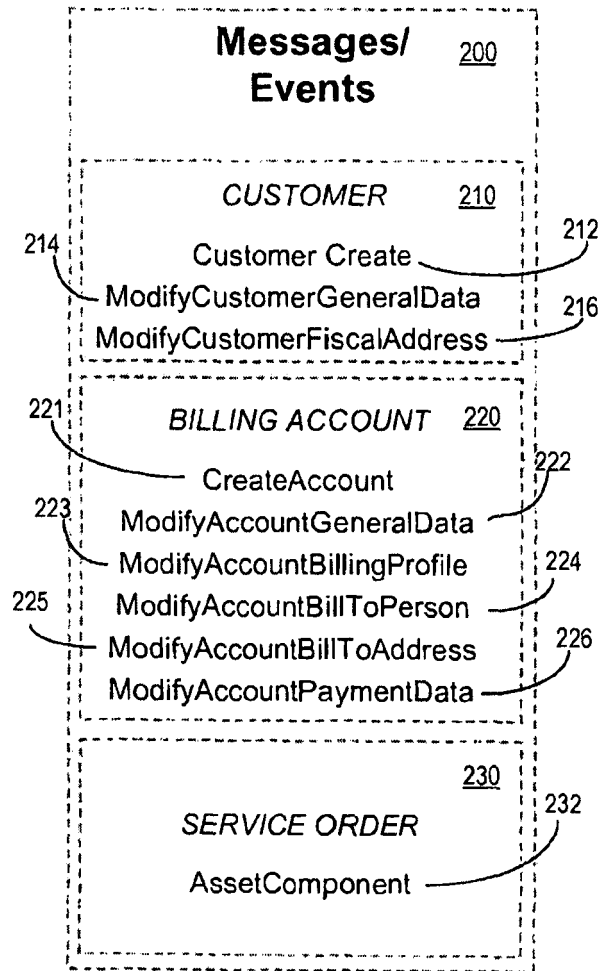 Messages/ 200
Events
CUSTOMER 210
212
214
Customer Create
ModifyCustomerGeneralData
216
ModifyCustomerFiscalAddress
221
BILLING ACCOUNT 220
222
CreateAccount
223
ModifyAccountGeneralData
224
ModifyAccountBillingProfile
225
ModifyAccountBillToPerson
226
ModifyAccountBillToAddress
ModifyAccountPaymentData
230
232
SERVICE ORDER
AssetComponent